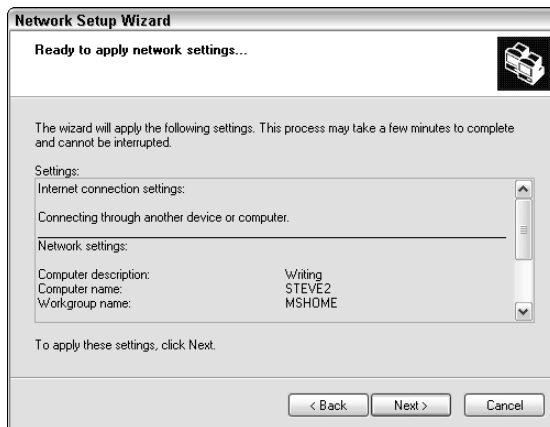 Network Setup Wizard
Ready to apply network settings...
The wizard will apply the following settings. This process may take a few minutes to complete
and cannot be interrupted.
Settings:
Internet connection settings:
Connecting through another device or computer.
Network settings:
Computer description: Writing
Computer name: STEVE2
Workgroup name: MSHOME
To apply these settings, click Next.
< Back Next > Cancel